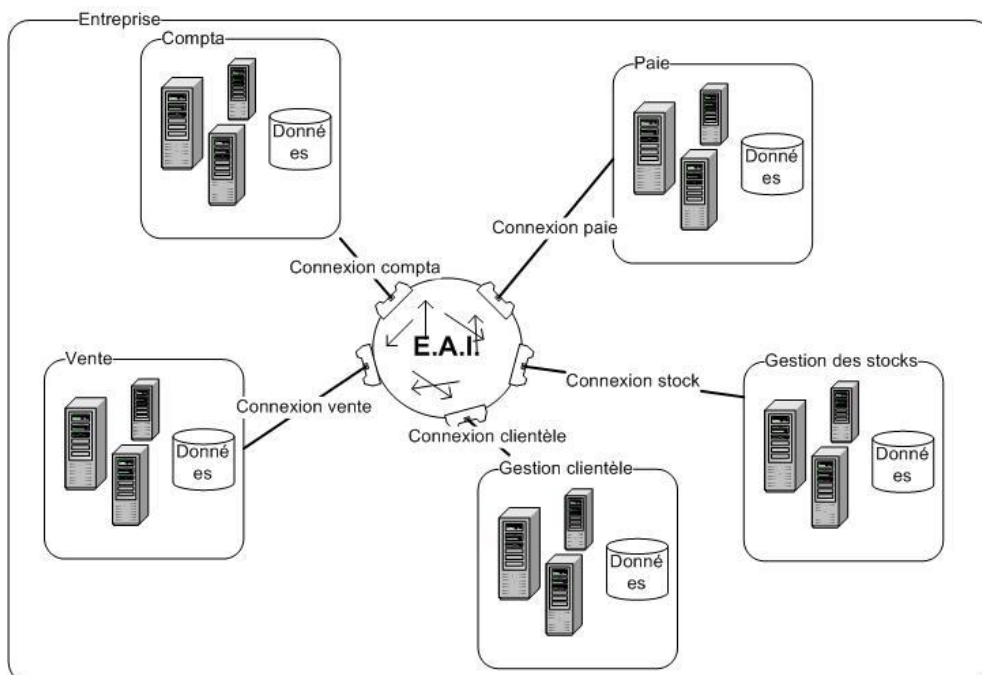 Entreprise
Compta
Donné
es
Paie
Donné
es
Connexion paie
Connexion compta
E.A.I.
Vente
Donné
es
Connexion vente
Connexion stock
Gestion des stocks
Donné
es
Connexion clientèle
Gestion clientèle
Donné
es